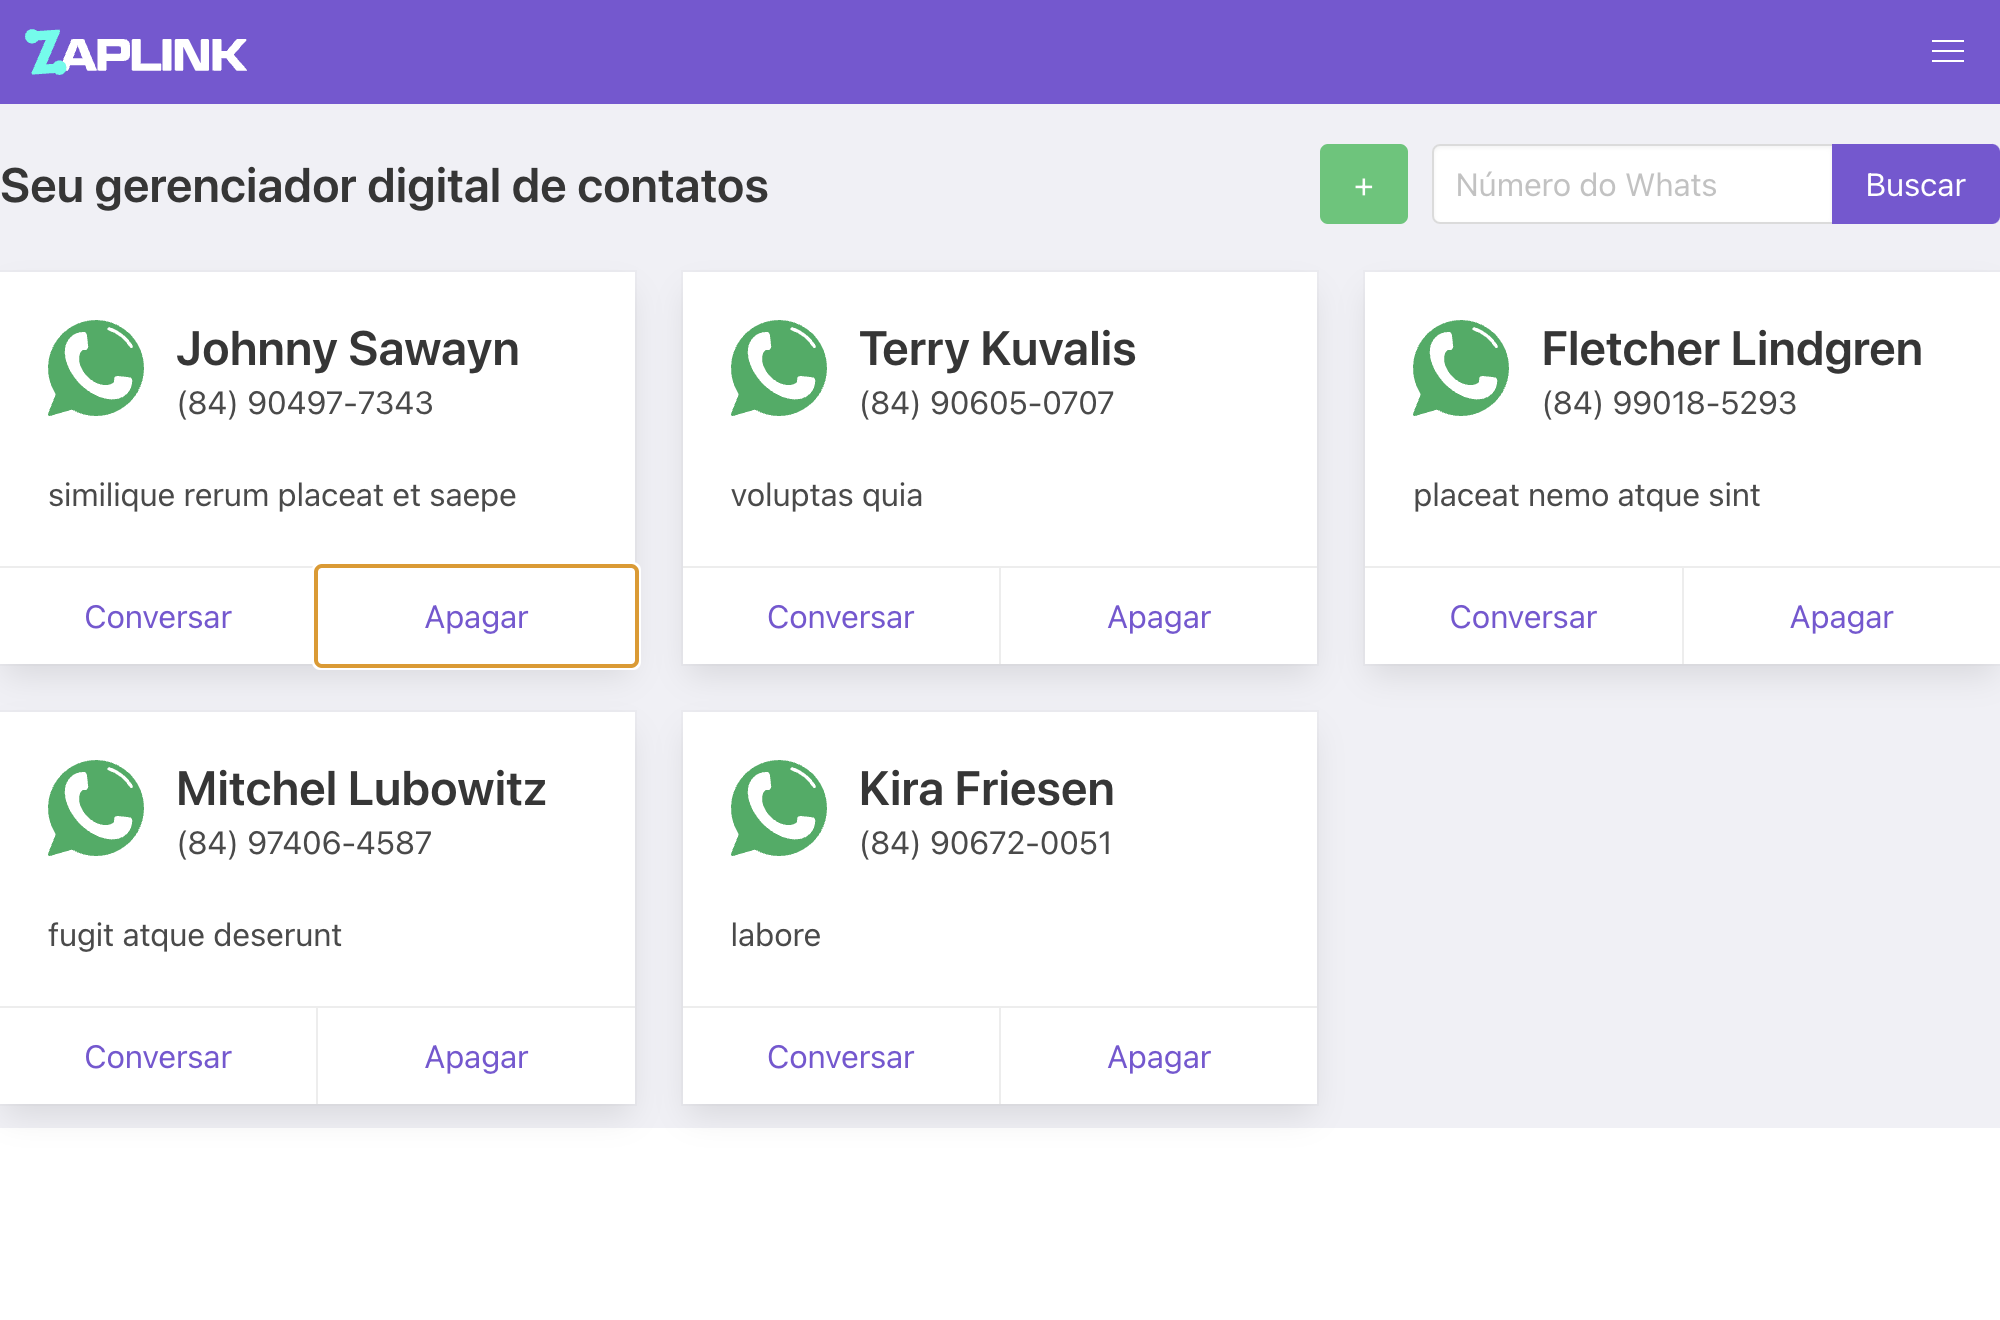 ZAPLINK
Seu gerenciador digital de contatos
+
Número do Whats
Buscar
Johnny Sawayn
(84) 90497-7343
similique rerum placeat et saepe
Conversar
Apagar
Terry Kuvalis
(84) 90605-0707
voluptas quia
Conversar
Apagar
Fletcher Lindgren
(84) 99018-5293
placeat nemo atque sint
Conversar
Apagar
Mitchel Lubowitz
(84) 97406-4587
fugit atque deserunt
Conversar
Apagar
Kira Friesen
(84) 90672-0051
labore
Conversar
Apagar